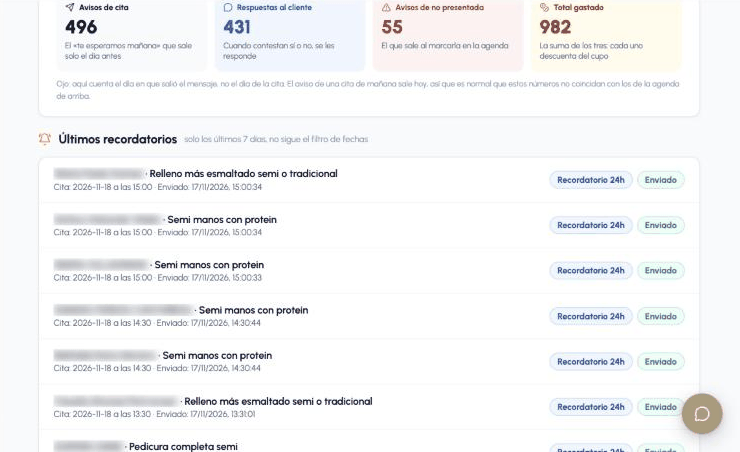 Avisos de cita
496
El «te esperamos mañana» que sale
solo el día antes
Respuestas al cliente
431
Cuando contestan sí o no, se les
responde
Avisos de no presentada
55
El que sale al marcarla en la agenda
Total gastado
982
La suma de los tres: cada uno
descuenta del cupo
Ojo: aquí cuenta el día en que salió el mensaje, no el día de la cita. El aviso de una cita de mañana sale hoy, así que es normal que estos números no coincidan con los de la agenda
de arriba.
Últimos recordatorios solo los últimos 7 días, no sigue el filtro de fechas
· Relleno más esmaltado semi o tradicional
Cita: 2026-11-18 a las 15:00 · Enviado: 17/11/2026, 15:00:34
Recordatorio 24h Enviado
· Semi manos con protein
Cita: 2026-11-18 a las 15:00 · Enviado: 17/11/2026, 15:00:34
Recordatorio 24h Enviado
· Semi manos con protein
Cita: 2026-11-18 a las 15:00 · Enviado: 17/11/2026, 15:00:33
Recordatorio 24h Enviado
· Semi manos con protein
Cita: 2026-11-18 a las 14:30 · Enviado: 17/11/2026, 14:30:44
Recordatorio 24h Enviado
· Semi manos con protein
Cita: 2026-11-18 a las 14:30 · Enviado: 17/11/2026, 14:30:44
Recordatorio 24h Enviado
· Relleno más esmaltado semi o tradicional
Cita: 2026-11-18 a las 13:30 · Enviado: 17/11/2026, 13:31:01
Recordatorio 24h Enviado
· Pedicura completa semi
Recordatorio 24h Enviado